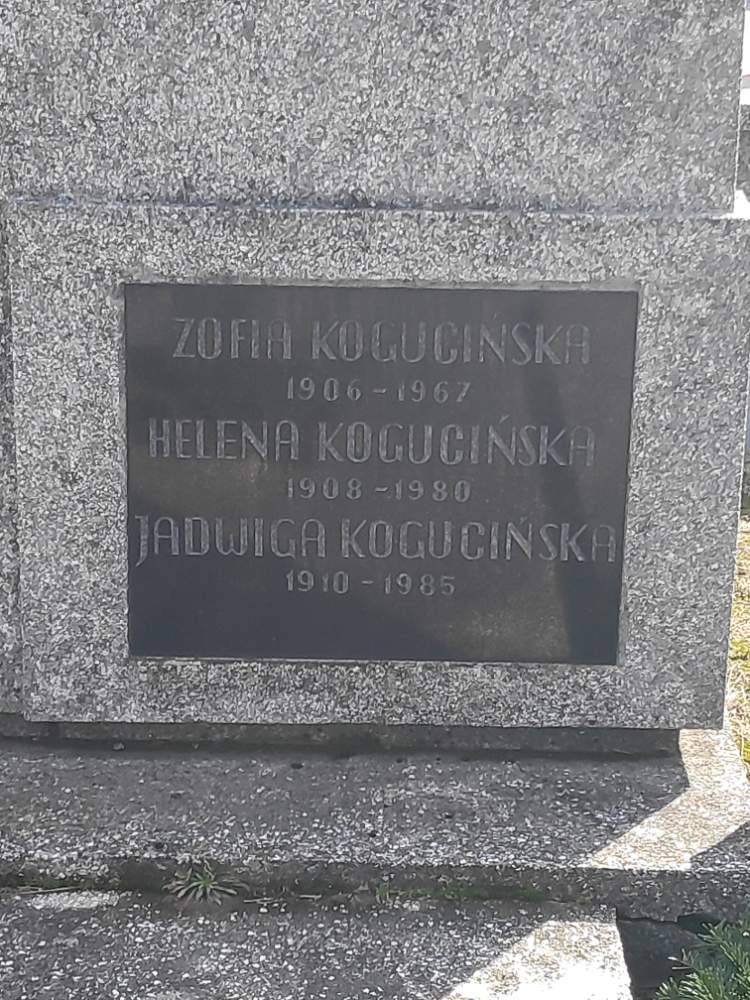 ZOFIA KOGUCIŃSKA
1906-1967
HELENA KOGUCIŃSKA
1908-1980
JADWIGA KOGUCIŃSKA
1910-1985